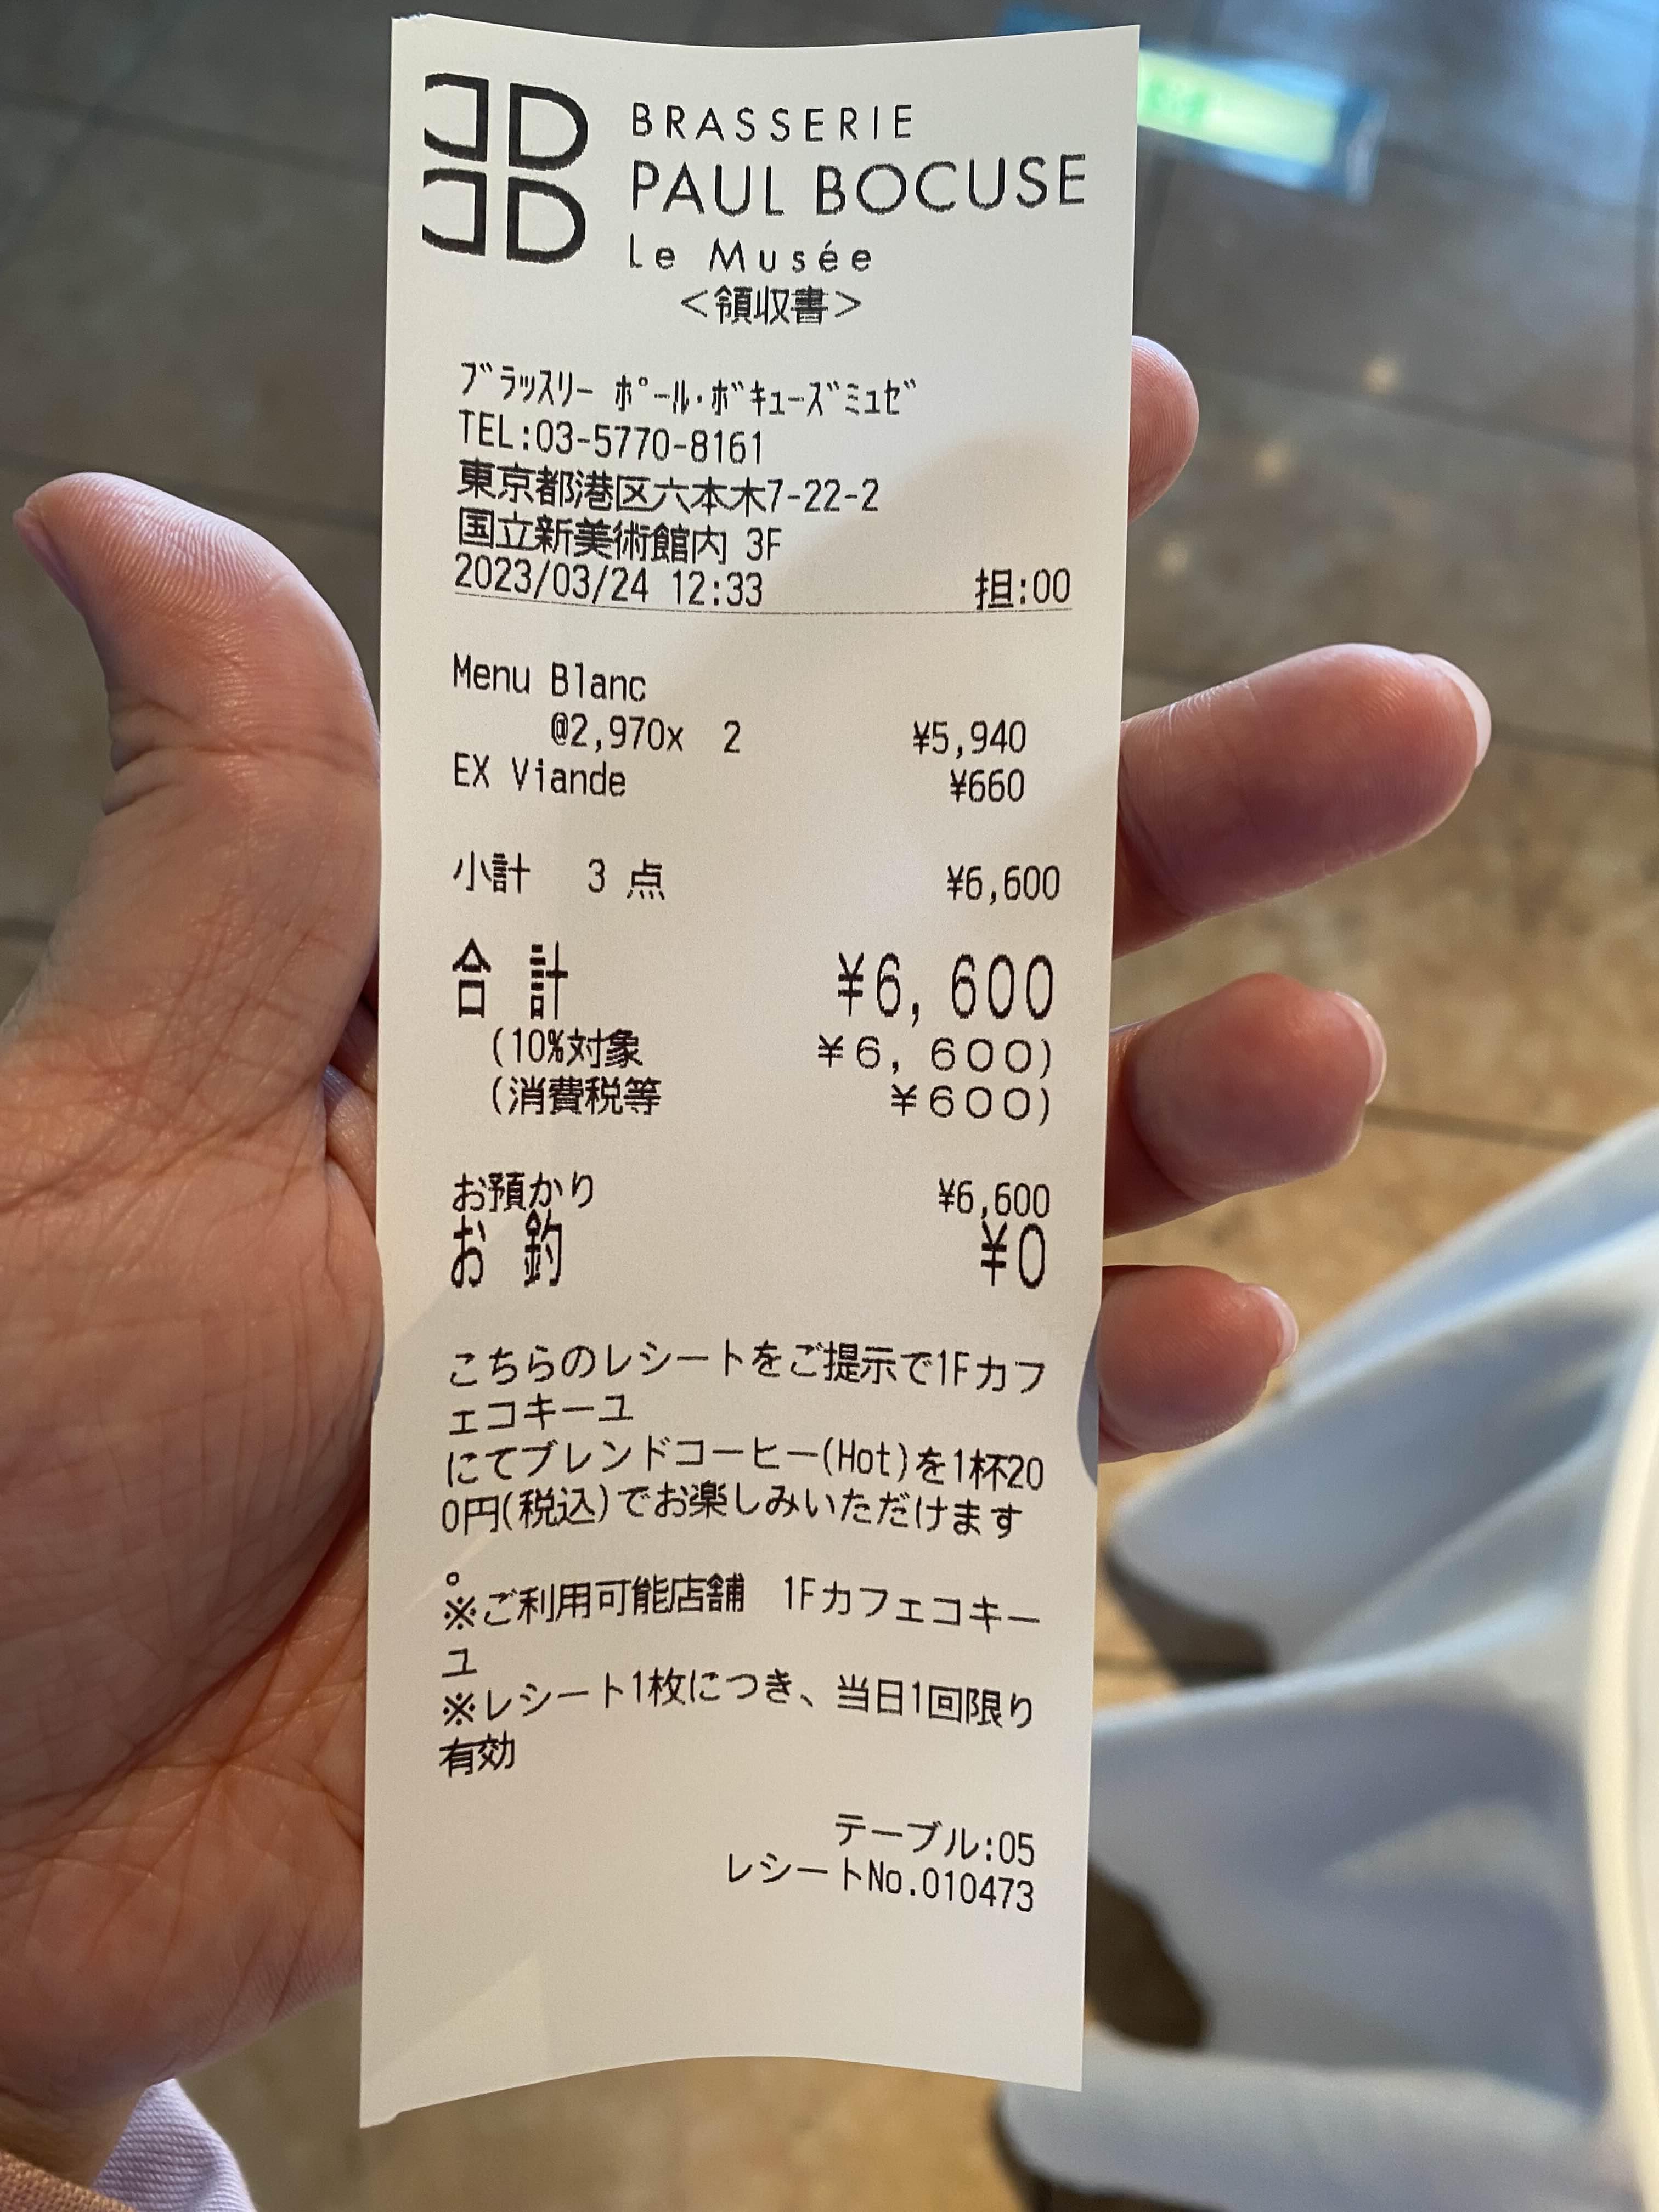 BRASSERIE
PAUL BOCUSE
Le Musée
<領収書>
ﾌﾞﾗｯｽﾘｰ ﾎﾟｰﾙ･ﾎﾞｷｭｰｽﾞﾐｭｾﾞ
TEL:03-5770-8161
東京都港区六本木7-22-2
国立新美術館内 3F
2023/03/24 12:33 担:00
Menu Blanc
@2,970x 2 ¥5,940
EX Viande ¥660
小計 3 点 ¥6,600
合 計 ¥6,600
(10%対象 ¥6,600)
(消費税等 ¥600)
お預かり ¥6,600
お 釣 ¥0
こちらのレシートをご提示で1Fカフ
ェコキーユ
にてブレンドコーヒー(Hot)を1杯20
0円(税込)でお楽しみいただけます
。
※ご利用可能店舗 1Fカフェコキー
ユ
※レシート1枚につき、当日1回限り
有効
テーブル:05
レシートNo.010473